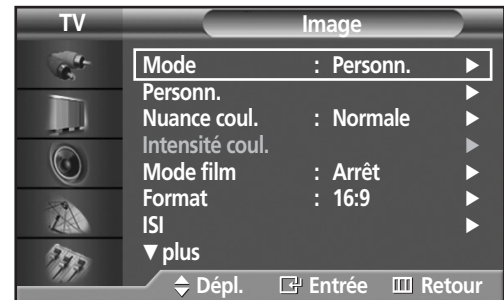 TV Image
Mode : Personn. ►
Personn. ►
Nuance coul. : Normale ►
Intensité coul. ►
Mode film : Arrêt ►
Format : 16:9 ►
ISI ►
▼plus
Dépl. Entrée Retour